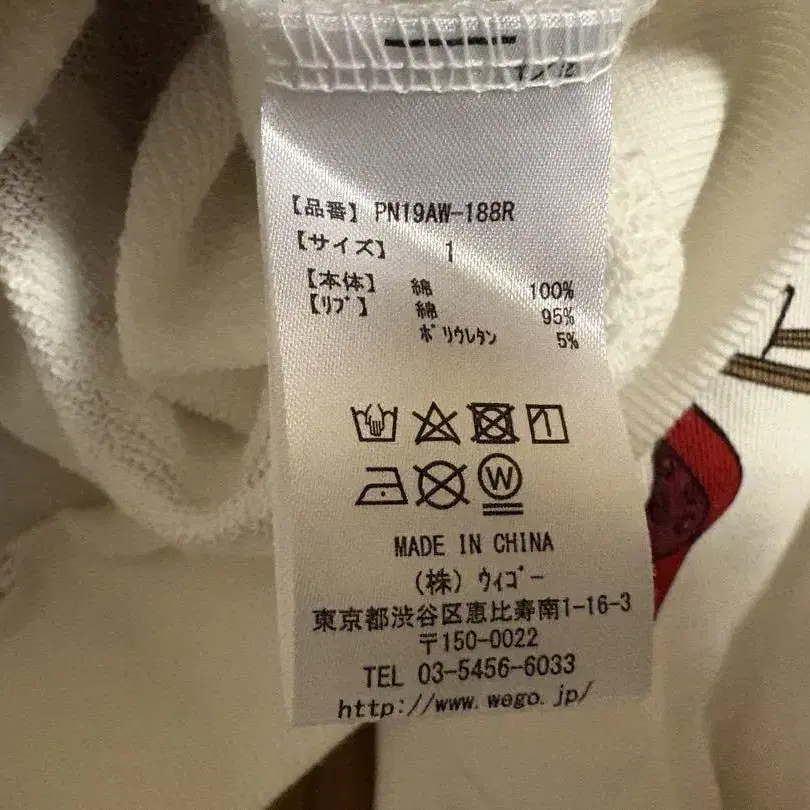 【品番】 PN19AW-188R
【サイズ】 1
【本体】 綿 100%
【ﾘﾌﾞ】 綿 95%
ﾎﾟﾘｳﾚﾀﾝ 5%
W
MADE IN CHINA
(株) ｳｨｺﾞｰ
東京都渋谷区恵比寿南1-16-3
〒150-0022
TEL 03-5456-6033
http://www.wego.jp/